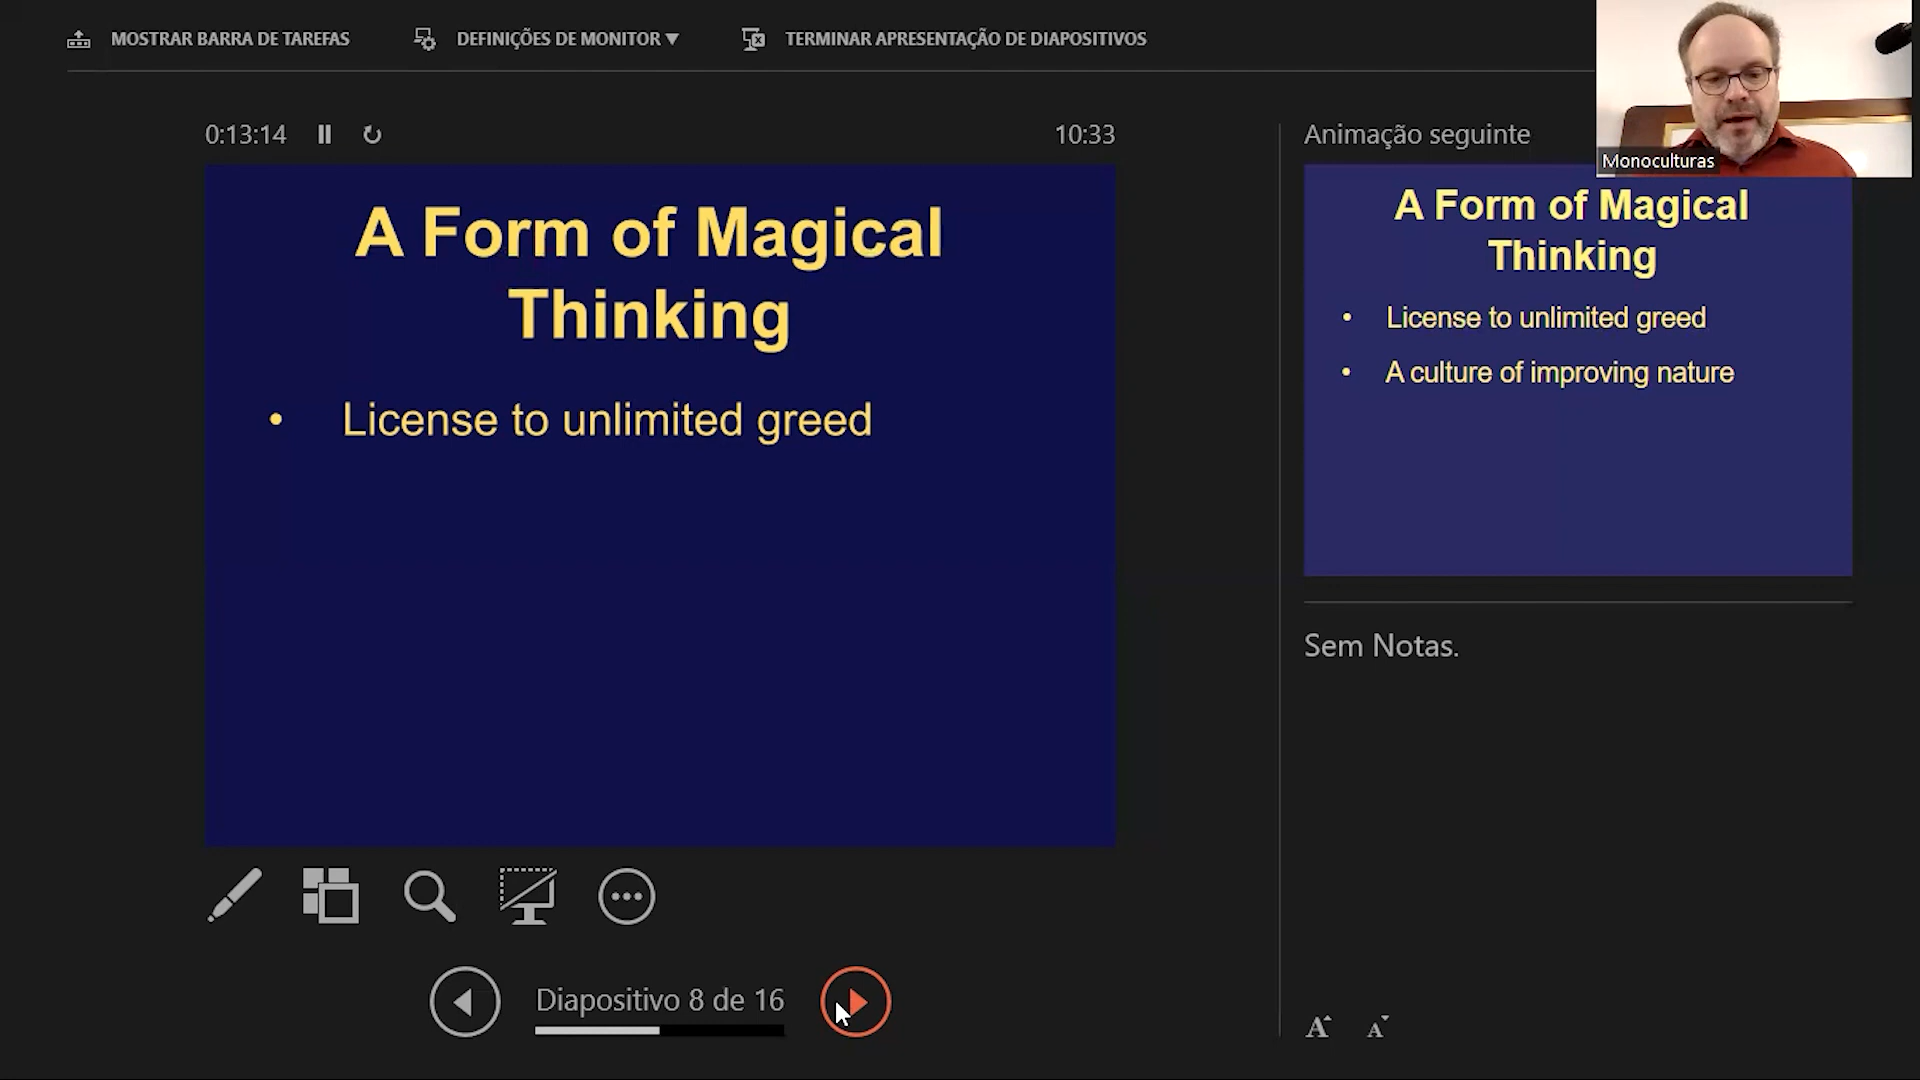 MOSTRAR BARRA DE TAREFAS
DEFINIÇÕES DE MONITOR ▼
TERMINAR APRESENTAÇÃO DE DIAPOSITIVOS
0:13:14
10:33
A Form of Magical
Thinking
• License to unlimited greed
Diapositivo 8 de 16
Animação seguinte
Monoculturas
A Form of Magical
Thinking
• License to unlimited greed
• A culture of improving nature
Sem Notas.
A A